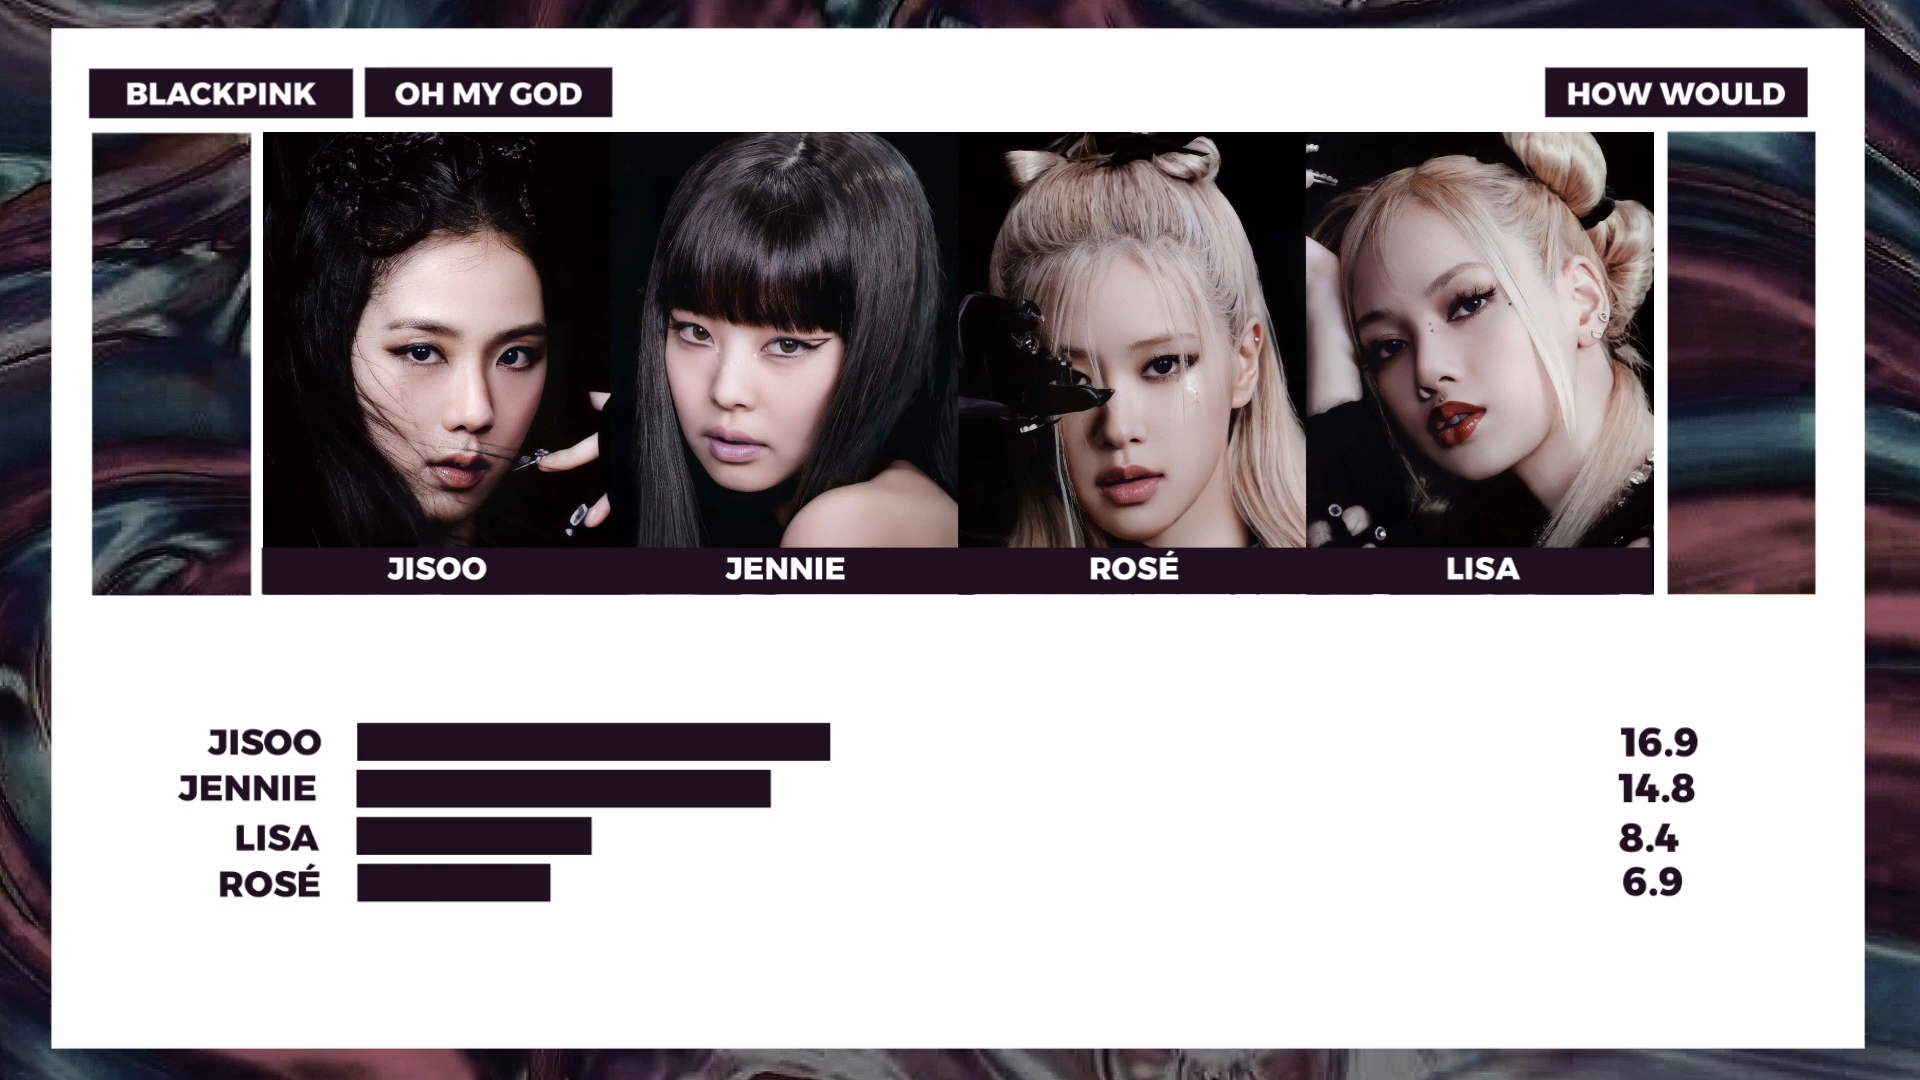 BLACKPINK OH MY GOD HOW WOULD
JISOO JENNIE ROSÉ LISA
JISOO 16.9
JENNIE 14.8
LISA 8.4
ROSÉ 6.9